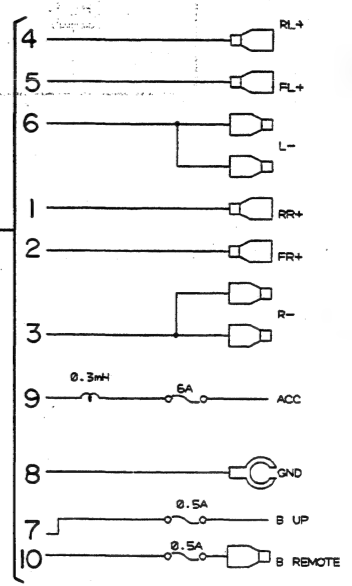 4 RL+
5 FL+
6 L-
1 RR+
2 FR+
R-
3
0.3mH 6A
9 ACC
8 GND
0.5A
7 B UP
0.5A
10 B REMOTE